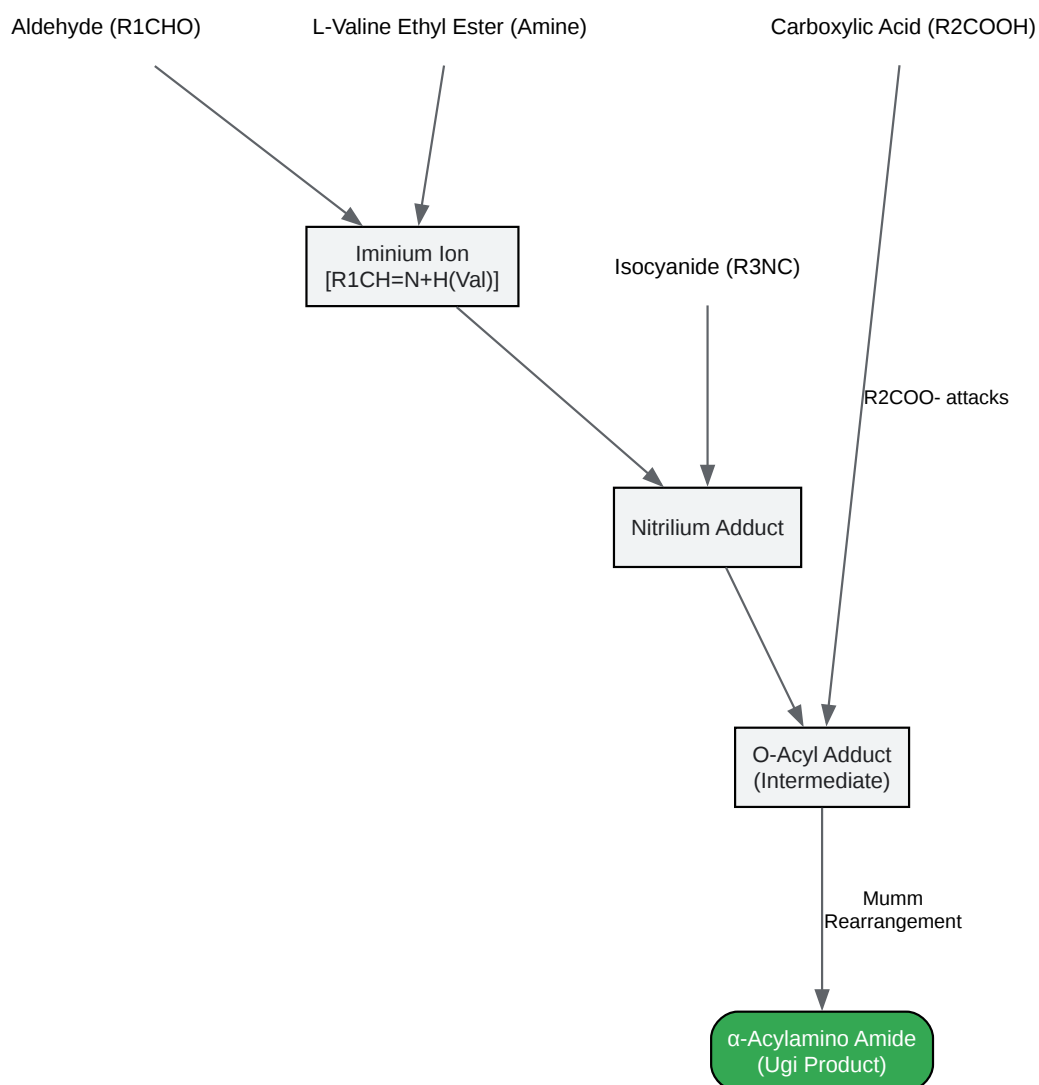 Aldehyde (R1CHO)
L-Valine Ethyl Ester (Amine)
Carboxylic Acid (R2COOH)
Iminium Ion
[R1CH=N+H(Val)]
Isocyanide (R3NC)
R2COO- attacks
Nitrilium Adduct
O-Acyl Adduct
(Intermediate)
Mumm
Rearrangement
α-Acylamino Amide
(Ugi Product)